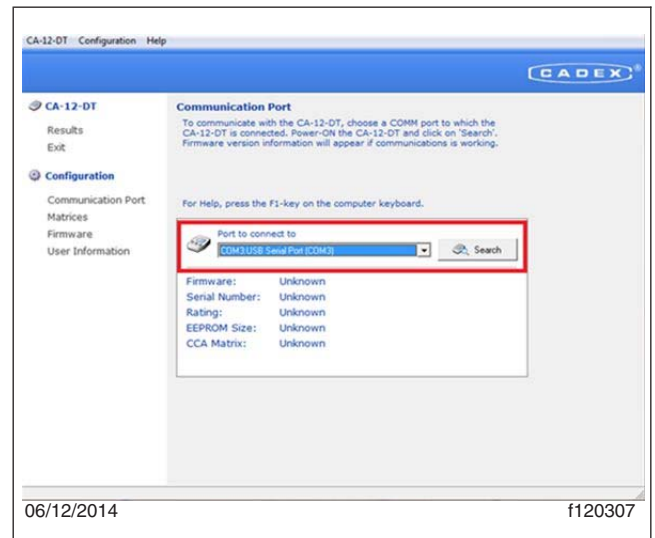 CA-12-DT Configuration Help
CADEX®
CA-12-DT
Results
Exit
Configuration
Communication Port
Matrices
Firmware
User Information
Communication Port
To communicate with the CA-12-DT, choose a COMM port to which the
CA-12-DT is connected. Power-ON the CA-12-DT and click on 'Search'.
Firmware version information will appear if communications is working.
For Help, press the F1-key on the computer keyboard.
Port to connect to
COM3:USB Serial Port (COM3)
Search
Firmware: Unknown
Serial Number: Unknown
Rating: Unknown
EEPROM Size: Unknown
CCA Matrix: Unknown
06/12/2014
f120307